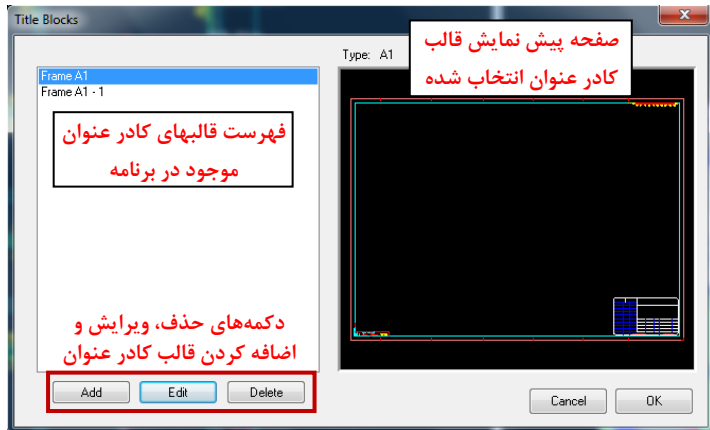 Title Blocks
Type: A1
صفحه پیش نمایش قالب
کادر عنوان انتخاب شده
Frame A1
Frame A1 - 1
فهرست قالبهای کادر عنوان
موجود در برنامه
دکمه‌های حذف، ویرایش و
اضافه کردن قالب کادر عنوان
Add
Edit
Delete
Cancel
OK